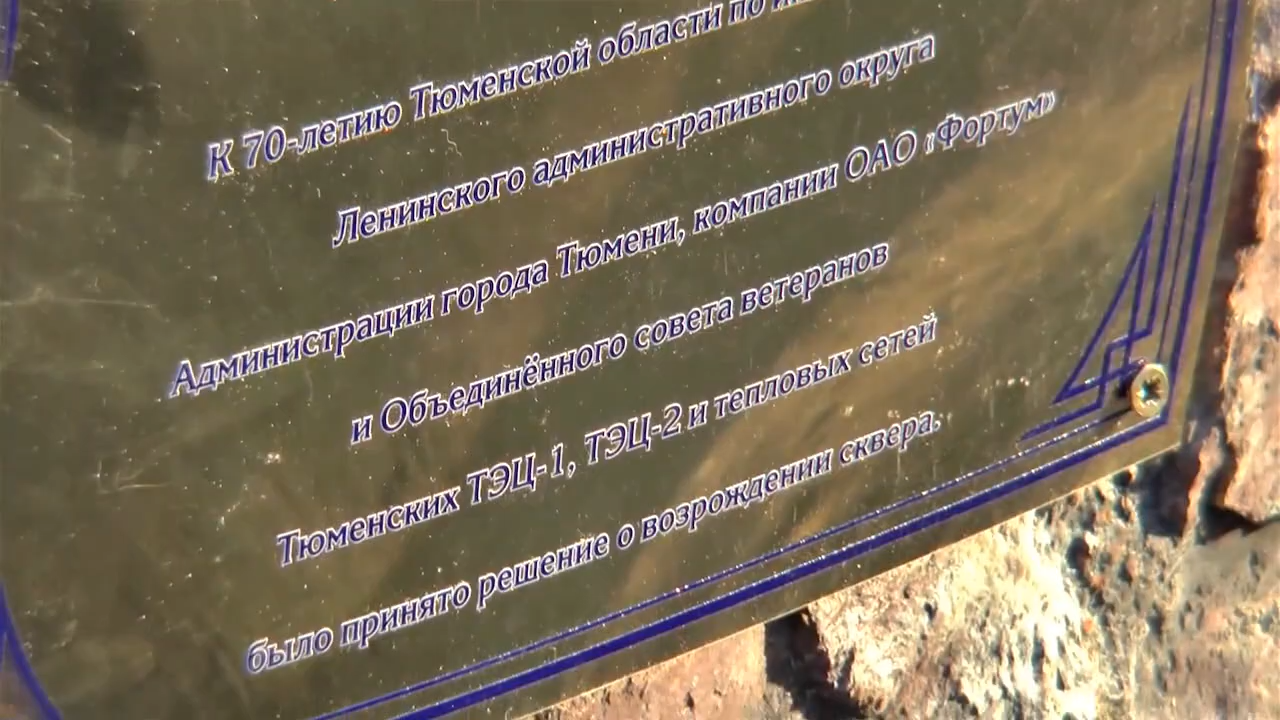 К 70-летию Тюменской области по
Ленинского административного округа
Администрации города Тюмени, компании ОАО «Фортум»
и Объединённого совета ветеранов
Тюменских ТЭЦ-1, ТЭЦ-2 и тепловых сетей
было принято решение о возрождении сквера.